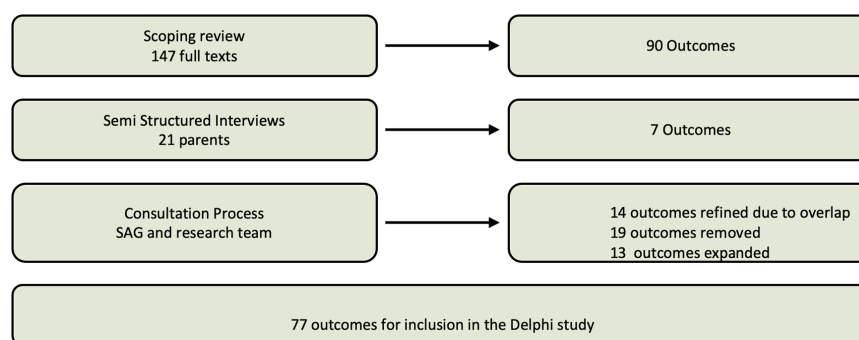 Scoping review
147 full texts
90 Outcomes
Semi Structured Interviews
21 parents
7 Outcomes
Consultation Process
SAG and research team
14 outcomes refined due to overlap
19 outcomes removed
13  outcomes expanded
77 outcomes for inclusion in the Delphi study